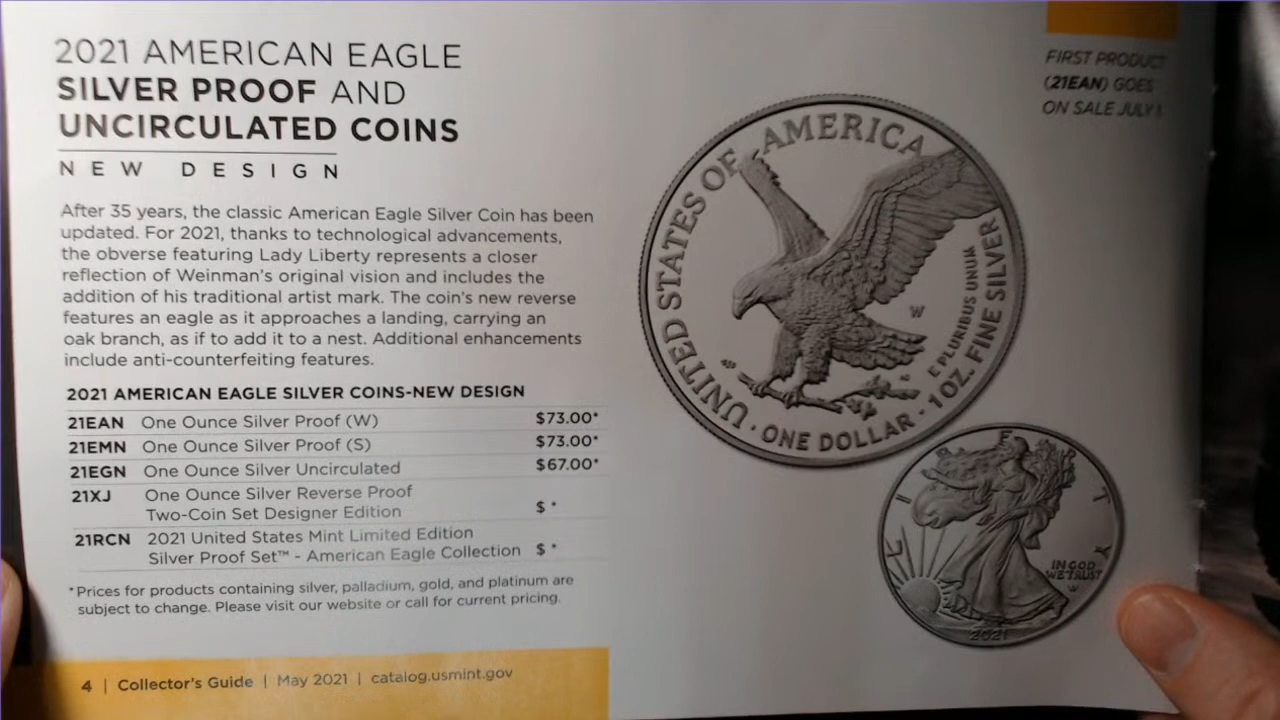 2021 AMERICAN EAGLE
SILVER PROOF AND
UNCIRCULATED COINS
NEW DESIGN
After 35 years, the classic American Eagle Silver Coin has been
updated. For 2021, thanks to technological advancements,
the obverse featuring Lady Liberty represents a closer
reflection of Weinman's original vision and includes the
addition of his traditional artist mark. The coin's new reverse
features an eagle as it approaches a landing, carrying an
oak branch, as if to add it to a nest. Additional enhancements
include anti-counterfeiting features.
2021 AMERICAN EAGLE SILVER COINS-NEW DESIGN
21EAN One Ounce Silver Proof (W) $73.00*
21EMN One Ounce Silver Proof (S) $73.00*
21EGN One Ounce Silver Uncirculated $67.00*
21XJ One Ounce Silver Reverse Proof
Two-Coin Set Designer Edition $ *
21RCN 2021 United States Mint Limited Edition
Silver Proof Set™ - American Eagle Collection $ *
*Prices for products containing silver, palladium, gold, and platinum are
subject to change. Please visit our website or call for current pricing.
4 | Collector's Guide | May 2021 | catalog.usmint.gov
FIRST PRODUCT
(21EAN) GOES
ON SALE JULY
UNITED STATES OF AMERICA
W
E PLURIBUS UNUM
1 OZ. FINE SILVER
· ONE DOLLAR ·
LIBERTY
IN GOD
WE TRUST
W
2021